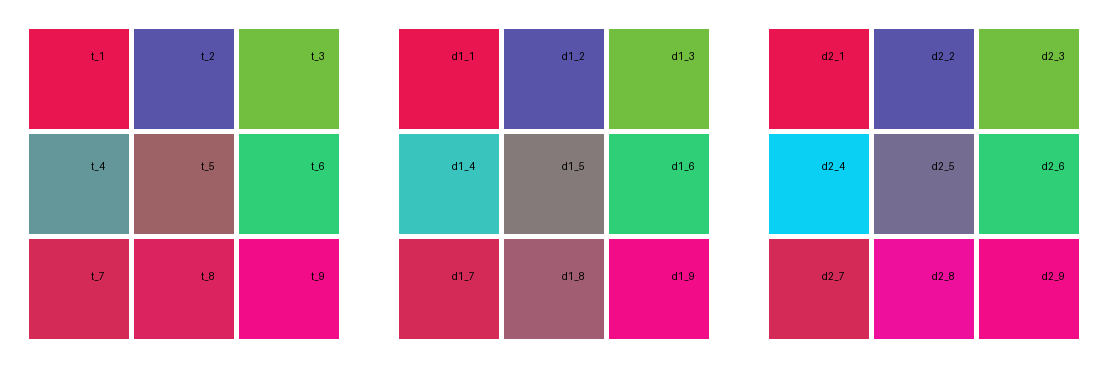 t_1 t_2 t_3 d1_1 d1_2 d1_3 d2_1 d2_2 d2_3
t_4 t_5 t_6 d1_4 d1_5 d1_6 d2_4 d2_5 d2_6
t_7 t_8 t_9 d1_7 d1_8 d1_9 d2_7 d2_8 d2_9